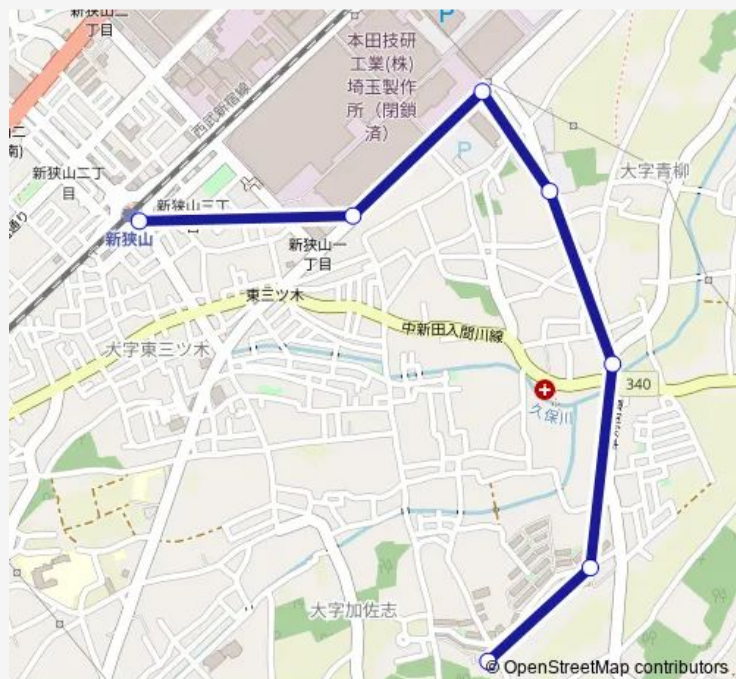 新狭山二
丁目
P
本田技研
工業(株)
埼玉製作
所（閉鎖
済）
西武新宿線
P
大字青柳
南)
新狭山二丁
目
新狭山三丁
新狭山
新狭山一
丁目
東三ツ木
中新田入間川線
大字東三ツ木
340
久保川
大字加佐志
© OpenStreetMap contributors